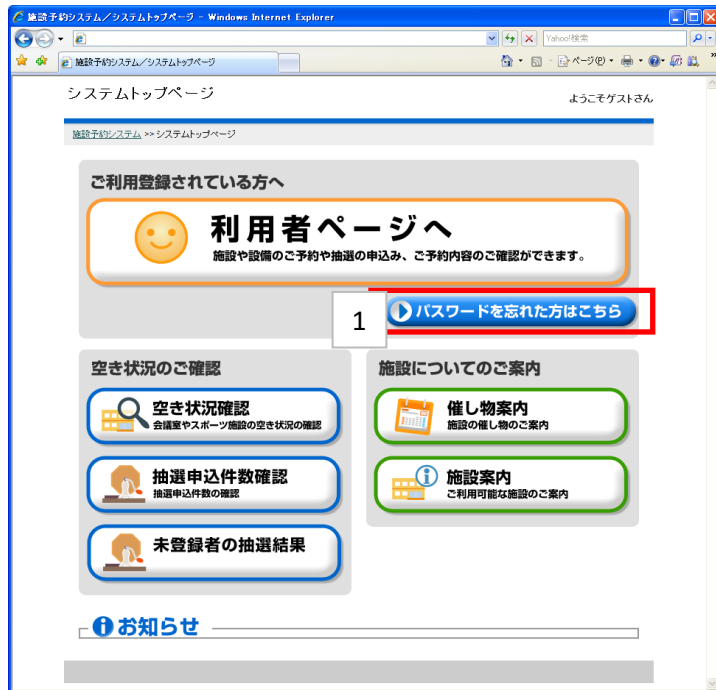 施設予約システム／システムトップページ - Windows Internet Explorer
Yahoo!検索
施設予約システム／システムトップページ
ページ(P)
システムトップページ
ようこそゲストさん
施設予約システム >> システムトップページ
ご利用登録されている方へ
利用者ページへ
施設や設備のご予約や抽選の申込み、ご予約内容のご確認ができます。
1
パスワードを忘れた方はこちら
空き状況のご確認
空き状況確認
会議室やスポーツ施設の空き状況の確認
抽選申込件数確認
抽選申込件数の確認
未登録者の抽選結果
施設についてのご案内
催し物案内
施設の催し物のご案内
施設案内
ご利用可能な施設のご案内
お知らせ